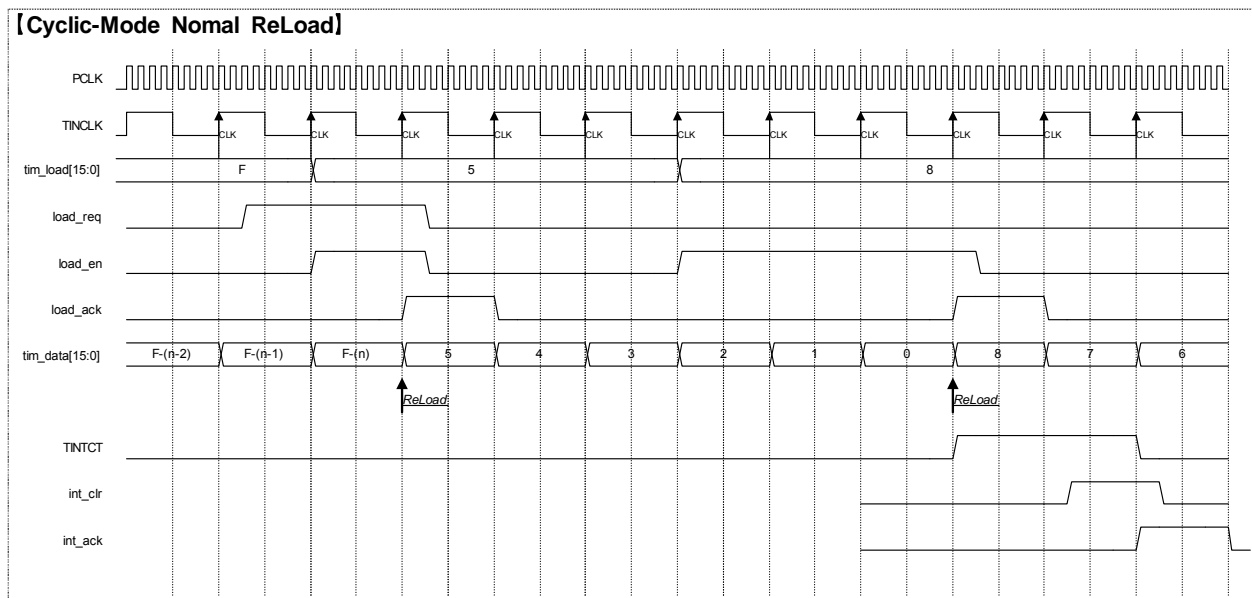 【Cyclic-Mode Nomal ReLoad】
PCLK
TINCLK
CLK CLK CLK CLK CLK CLK CLK CLK CLK CLK CLK
tim_load[15:0] F 5 8
load_req
load_en
load_ack
tim_data[15:0] F-(n-2) F-(n-1) F-(n) 5 4 3 2 1 0 8 7 6
ReLoad ReLoad
TINTCT
int_clr
int_ack